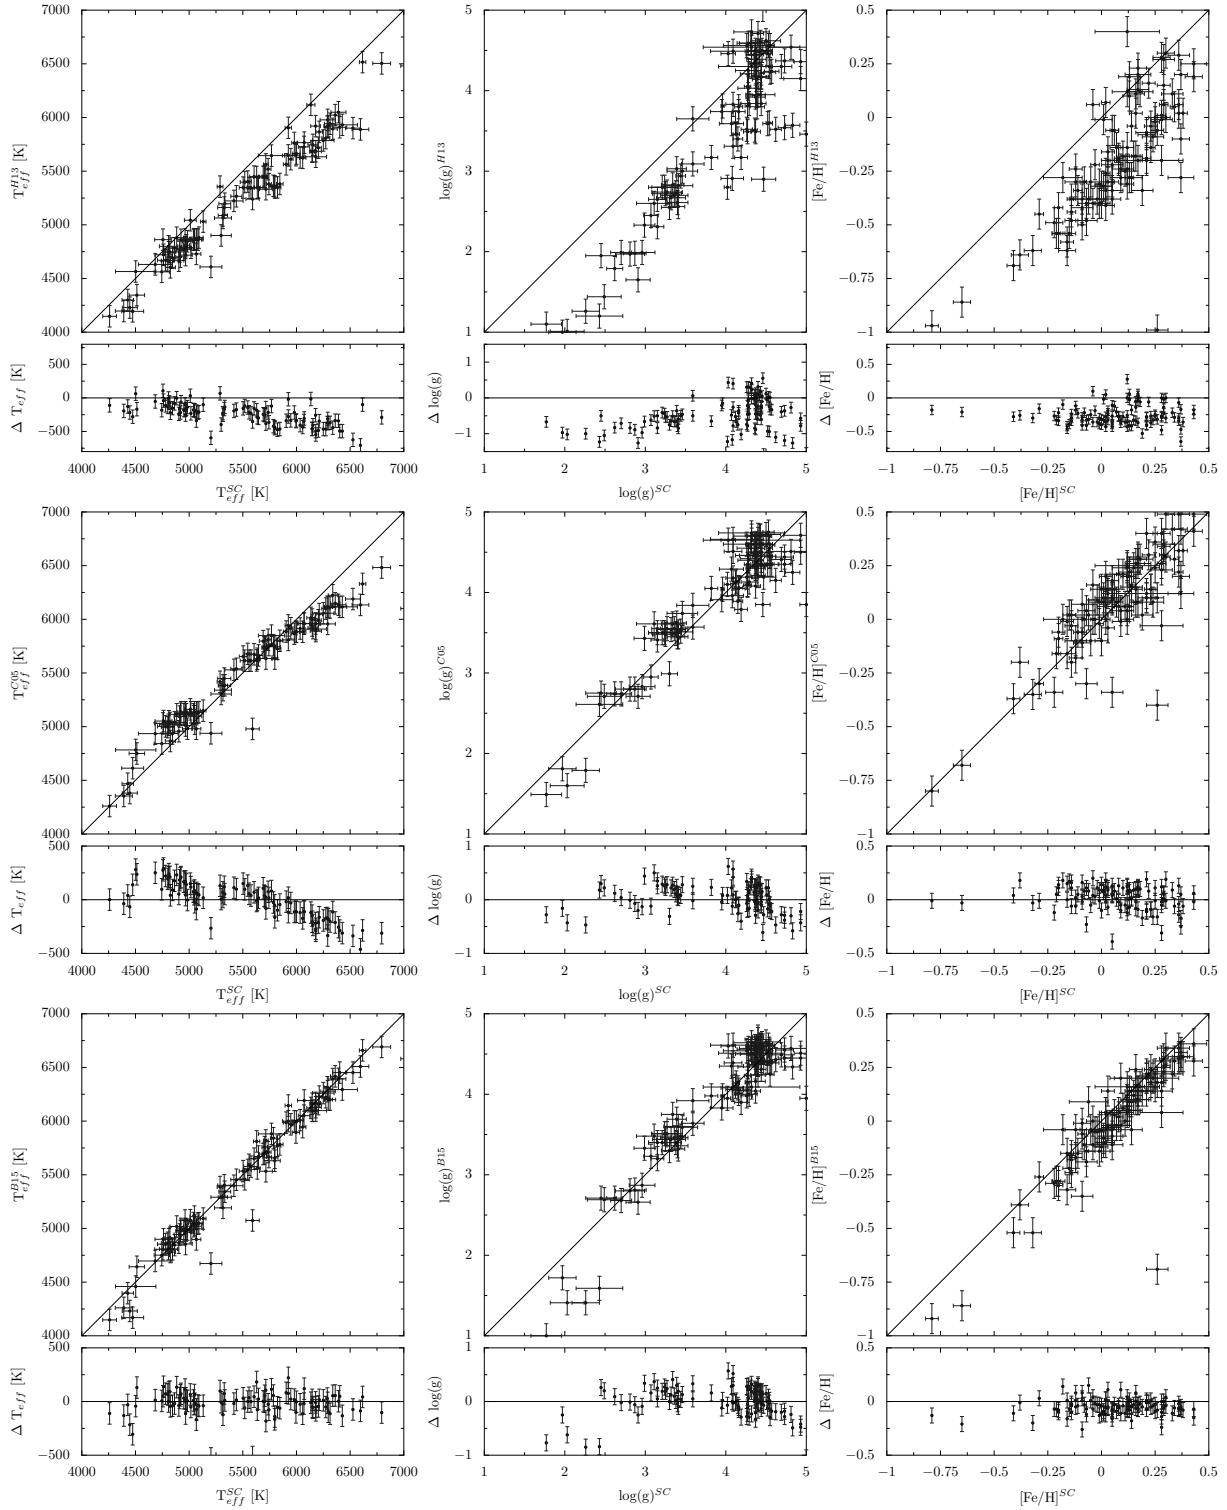 7000
6500
6000
5500
5000
4500
4000
T_eff^H13 [K]
5
4
3
2
1
log(g)^H13
0.5
0.25
0
−0.25
−0.5
−0.75
−1
[Fe/H]^H13
500
0
−500
Δ T_eff [K]
4000 4500 5000 5500 6000 6500 7000
T_eff^SC [K]
1
0
−1
Δ log(g)
1 2 3 4 5
log(g)^SC
0.5
0
−0.5
Δ [Fe/H]
−1 −0.75 −0.5 −0.25 0 0.25 0.5
[Fe/H]^SC
7000
6500
6000
5500
5000
4500
4000
T_eff^C05 [K]
5
4
3
2
1
log(g)^C05
0.5
0.25
0
−0.25
−0.5
−0.75
−1
[Fe/H]^C05
500
0
−500
Δ T_eff [K]
4000 4500 5000 5500 6000 6500 7000
T_eff^SC [K]
1
0
−1
Δ log(g)
1 2 3 4 5
log(g)^SC
0.5
0
−0.5
Δ [Fe/H]
−1 −0.75 −0.5 −0.25 0 0.25 0.5
[Fe/H]^SC
7000
6500
6000
5500
5000
4500
4000
T_eff^B15 [K]
5
4
3
2
1
log(g)^B15
0.5
0.25
0
−0.25
−0.5
−0.75
−1
[Fe/H]^B15
500
0
−500
Δ T_eff [K]
4000 4500 5000 5500 6000 6500 7000
T_eff^SC [K]
1
0
−1
Δ log(g)
1 2 3 4 5
log(g)^SC
0.5
0
−0.5
Δ [Fe/H]
−1 −0.75 −0.5 −0.25 0 0.25 0.5
[Fe/H]^SC